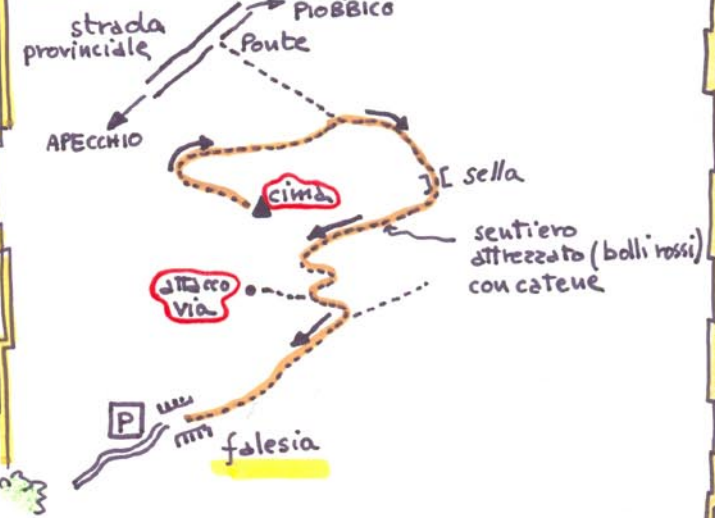 PIOBBICO
strada
provinciale
Ponte
APECCHIO
cima
sella
sentiero
attrezzato (bolli rossi)
con catene
attacco
via
P
falesia